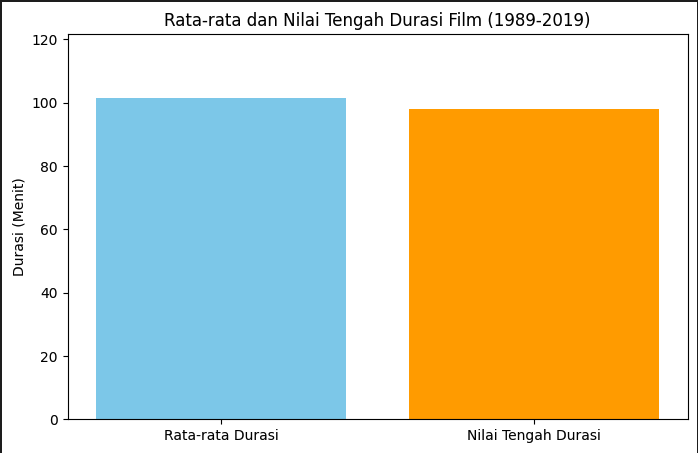 Rata-rata dan Nilai Tengah Durasi Film (1989-2019)
Durasi (Menit)
120
100
80
60
40
20
0
Rata-rata Durasi
Nilai Tengah Durasi